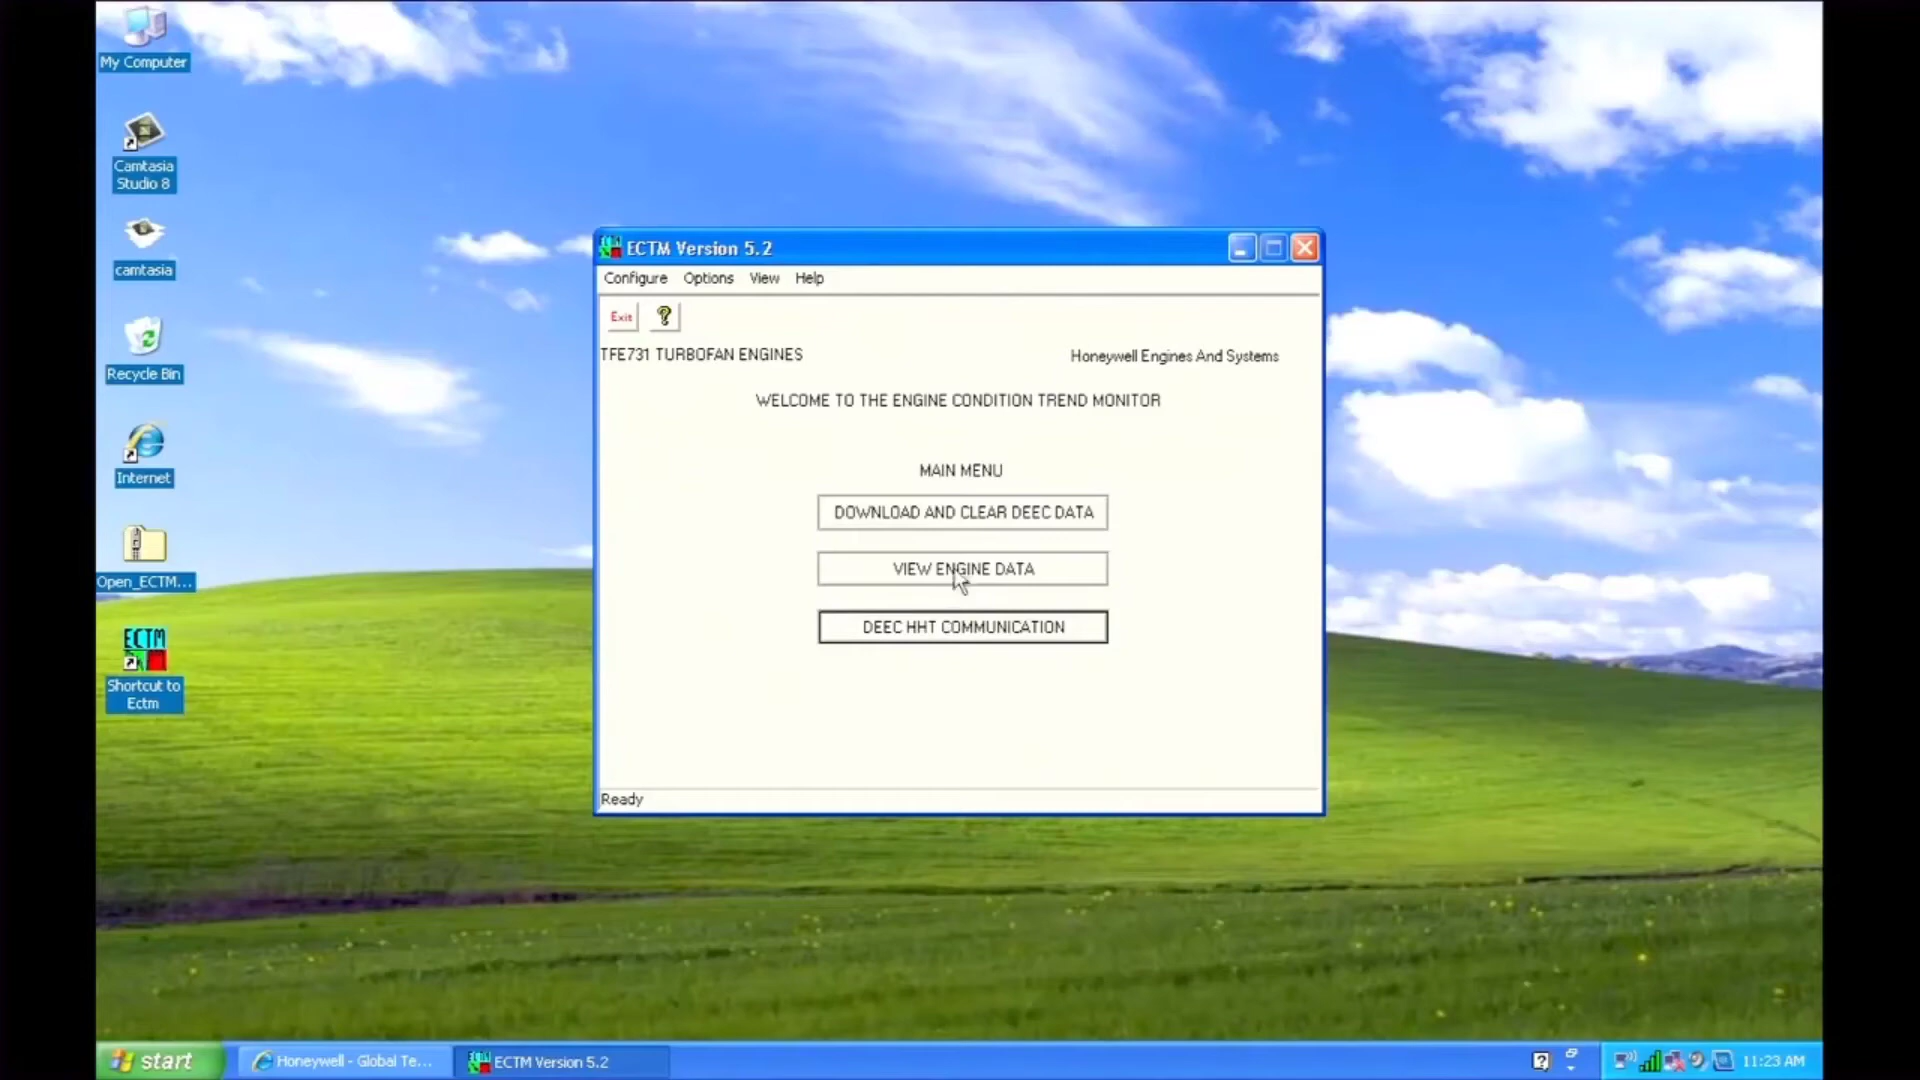 My Computer
Camtasia
Studio 8
camtasia
Recycle Bin
Internet
Open_ECTM...
ECTM
Shortcut to
Ectm
ECTM Version 5.2
Configure Options View Help
Exit ?
TFE731 TURBOFAN ENGINES
Honeywell Engines And Systems
WELCOME TO THE ENGINE CONDITION TREND MONITOR
MAIN MENU
DOWNLOAD AND CLEAR DEEC DATA
VIEW ENGINE DATA
DEEC HHT COMMUNICATION
Ready
start
Honeywell - Global Te...
ECTM Version 5.2
?
11:23 AM